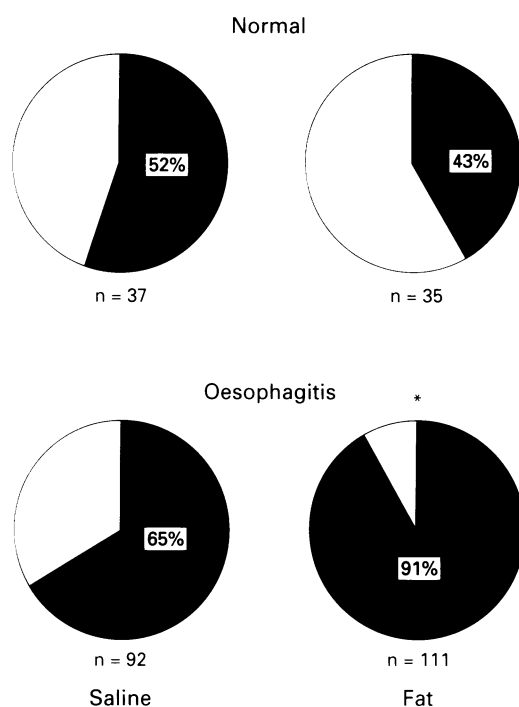 Normal
52%
43%
n = 37
n = 35
Oesophagitis
*
65%
91%
n = 92
n = 111
Saline
Fat